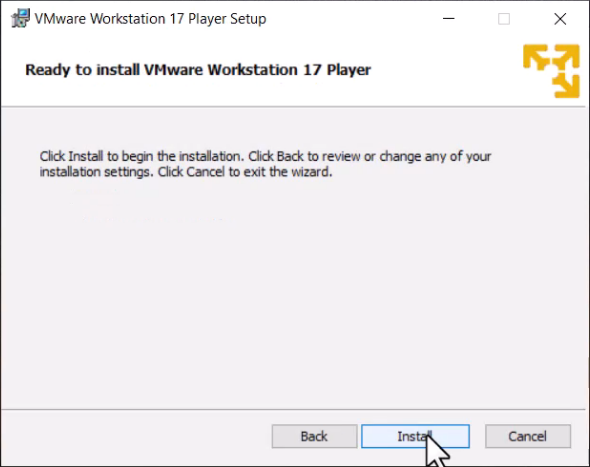 VMware Workstation 17 Player Setup
Ready to install VMware Workstation 17 Player
Click Install to begin the installation. Click Back to review or change any of your
installation settings. Click Cancel to exit the wizard.
Back Install Cancel